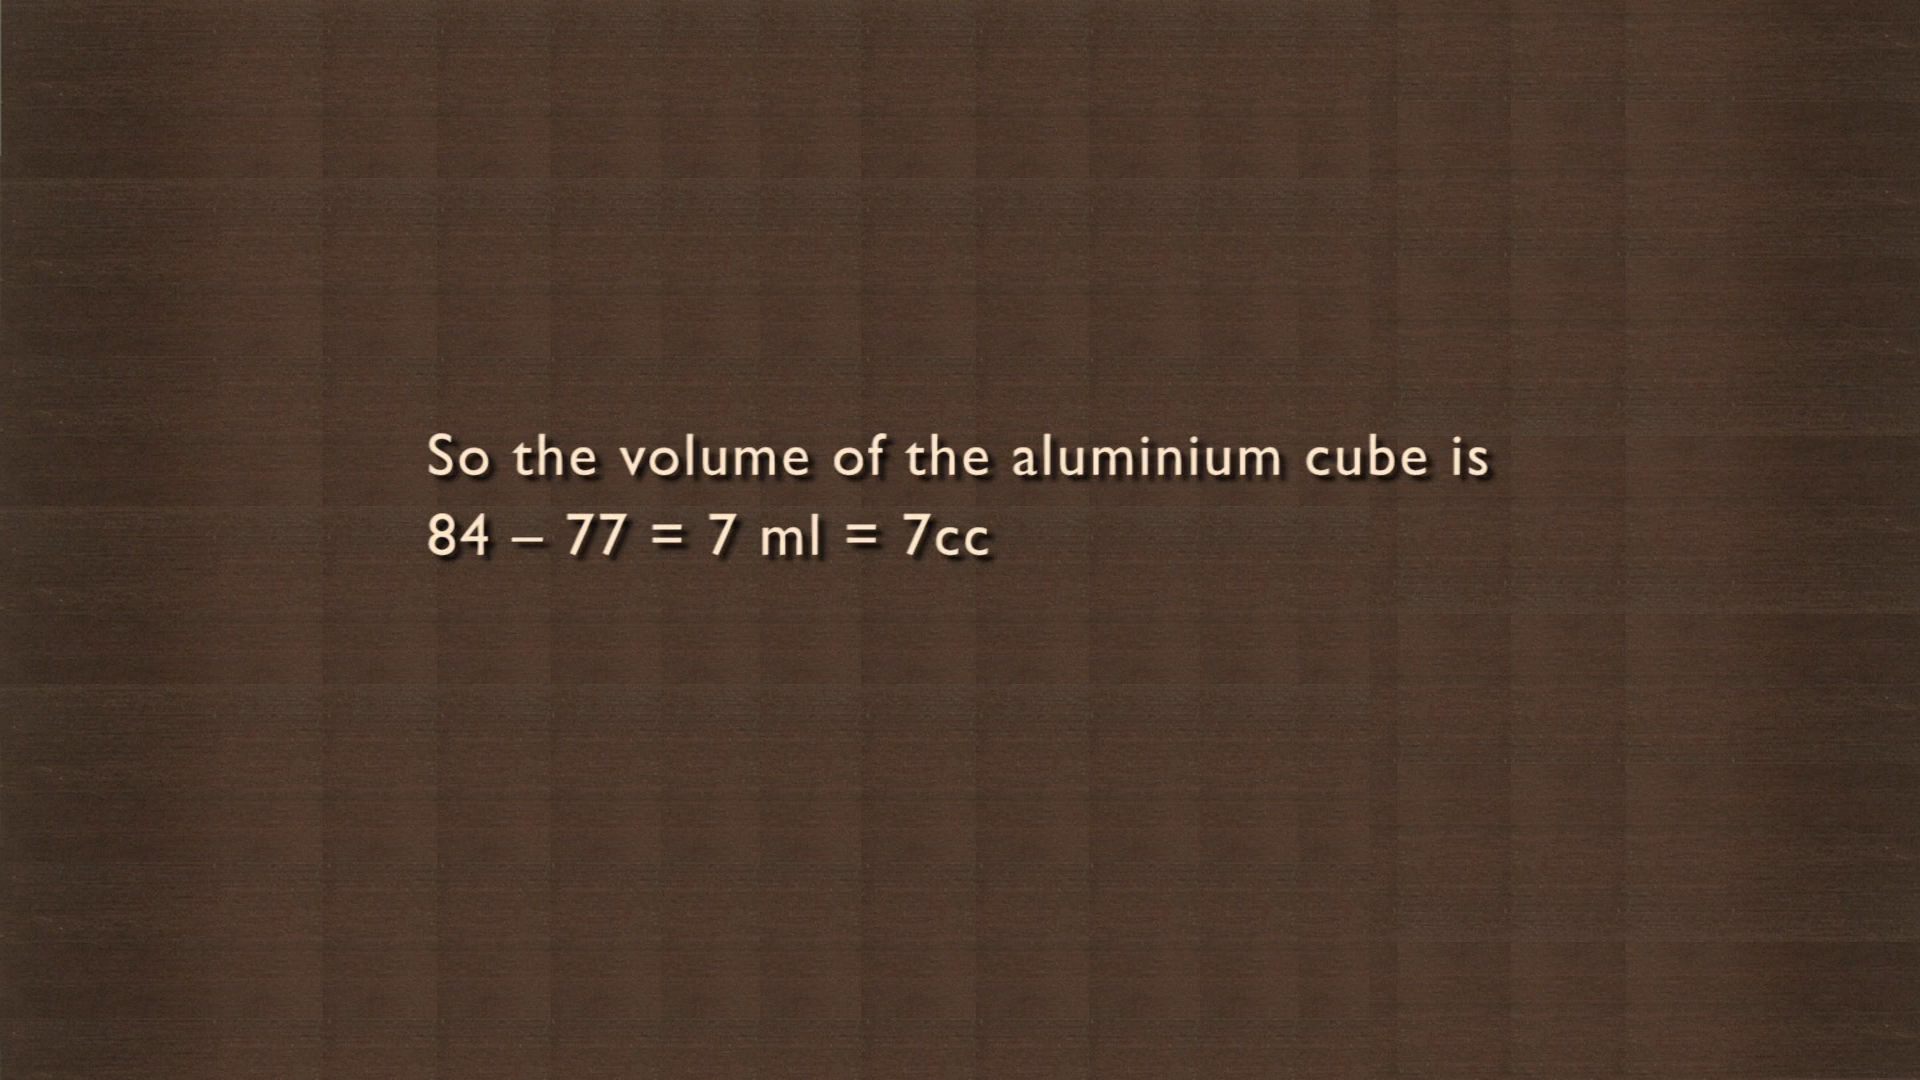 So the volume of the aluminium cube is
84 – 77 = 7 ml = 7cc